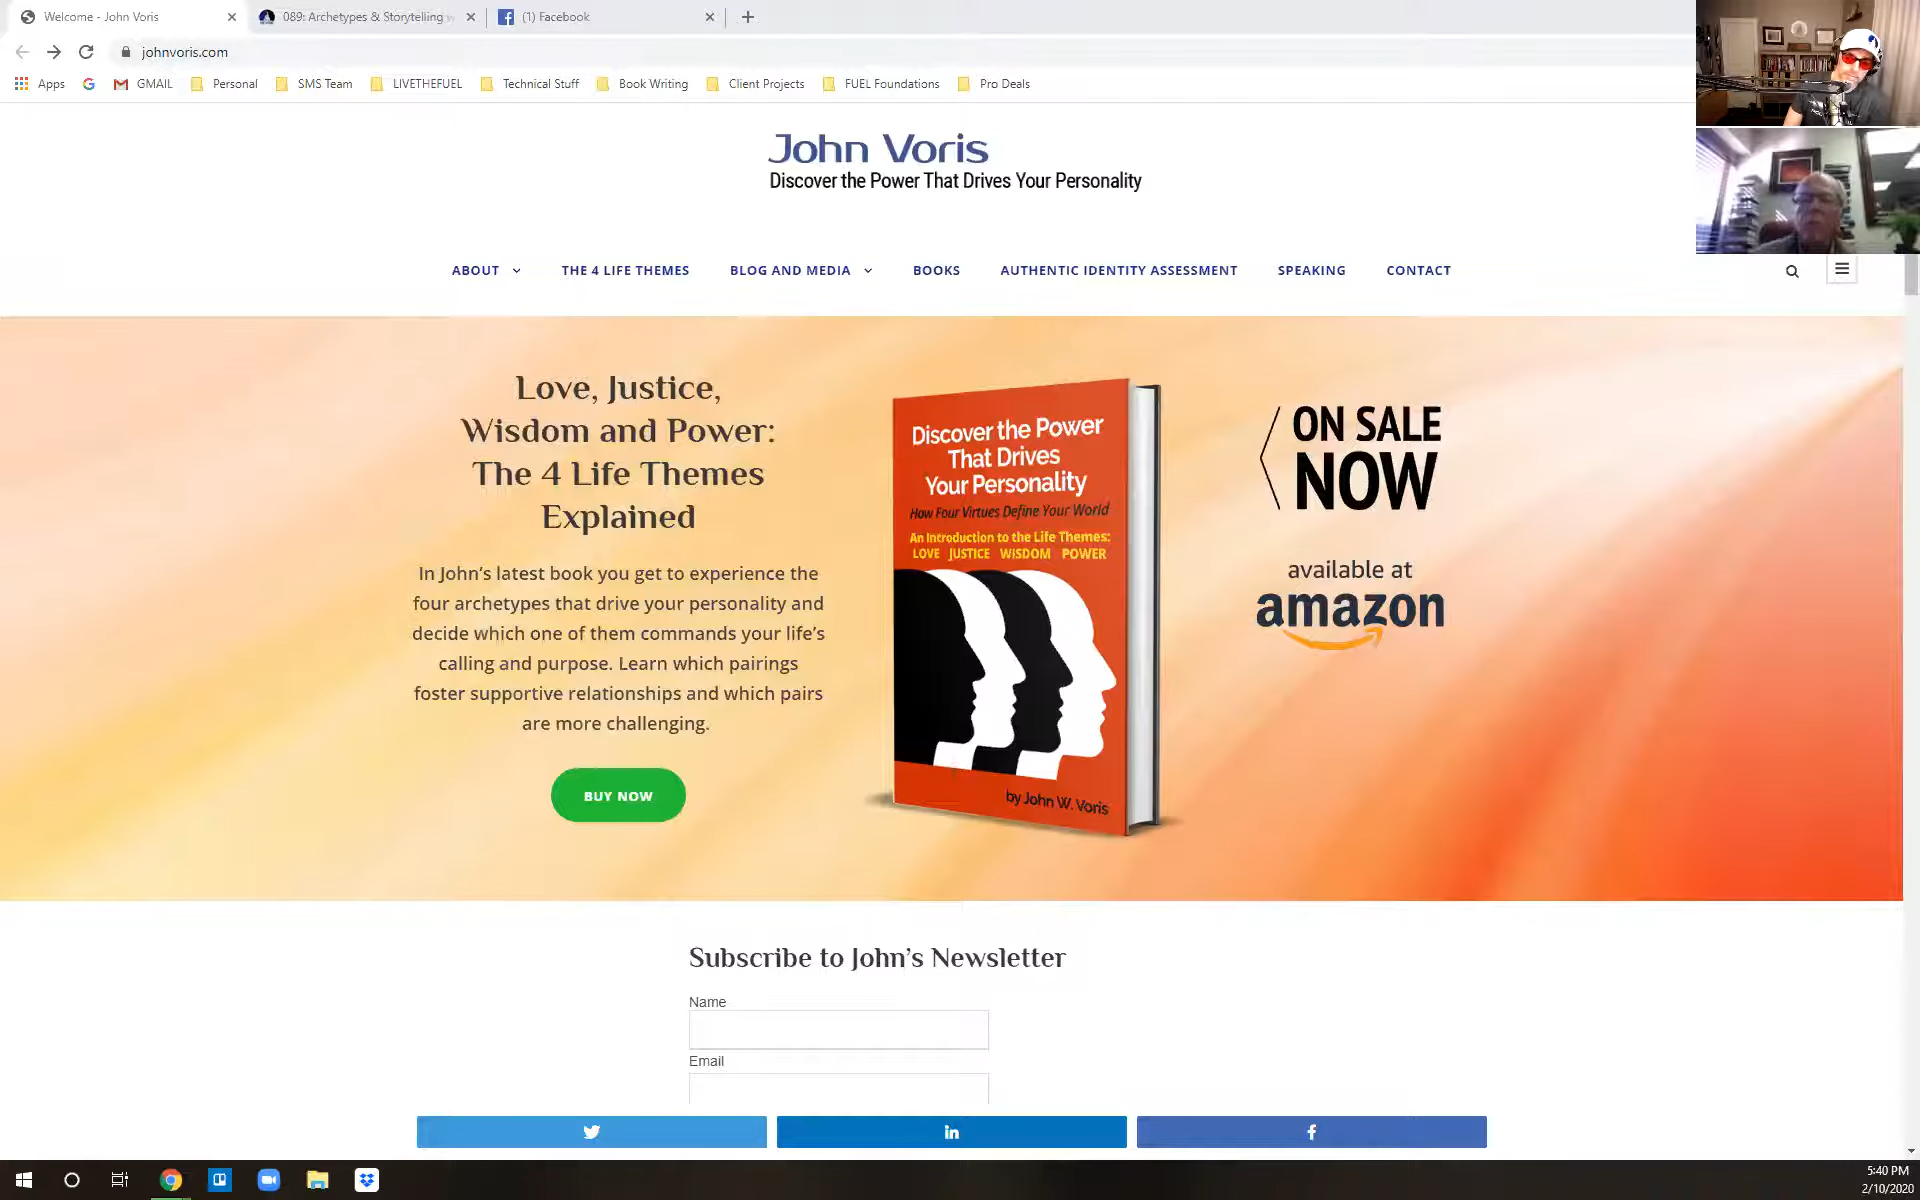 Welcome - John Voris
089: Archetypes & Storytelling
(1) Facebook
johnvoris.com
Apps
GMAIL
Personal
SMS Team
LIVETHEFUEL
Technical Stuff
Book Writing
Client Projects
FUEL Foundations
Pro Deals
John Voris
Discover the Power That Drives Your Personality
ABOUT
THE 4 LIFE THEMES
BLOG AND MEDIA
BOOKS
AUTHENTIC IDENTITY ASSESSMENT
SPEAKING
CONTACT
Love, Justice,
Wisdom and Power:
The 4 Life Themes
Explained
In John's latest book you get to experience the
four archetypes that drive your personality and
decide which one of them commands your life's
calling and purpose. Learn which pairings
foster supportive relationships and which pairs
are more challenging.
BUY NOW
Discover the Power
That Drives
Your Personality
How Four Virtues Define Your World
An Introduction to the Life Themes:
LOVE JUSTICE WISDOM POWER
by John W. Voris
ON SALE
NOW
available at
amazon
Subscribe to John's Newsletter
Name
Email
in
5:40 PM
2/10/2020